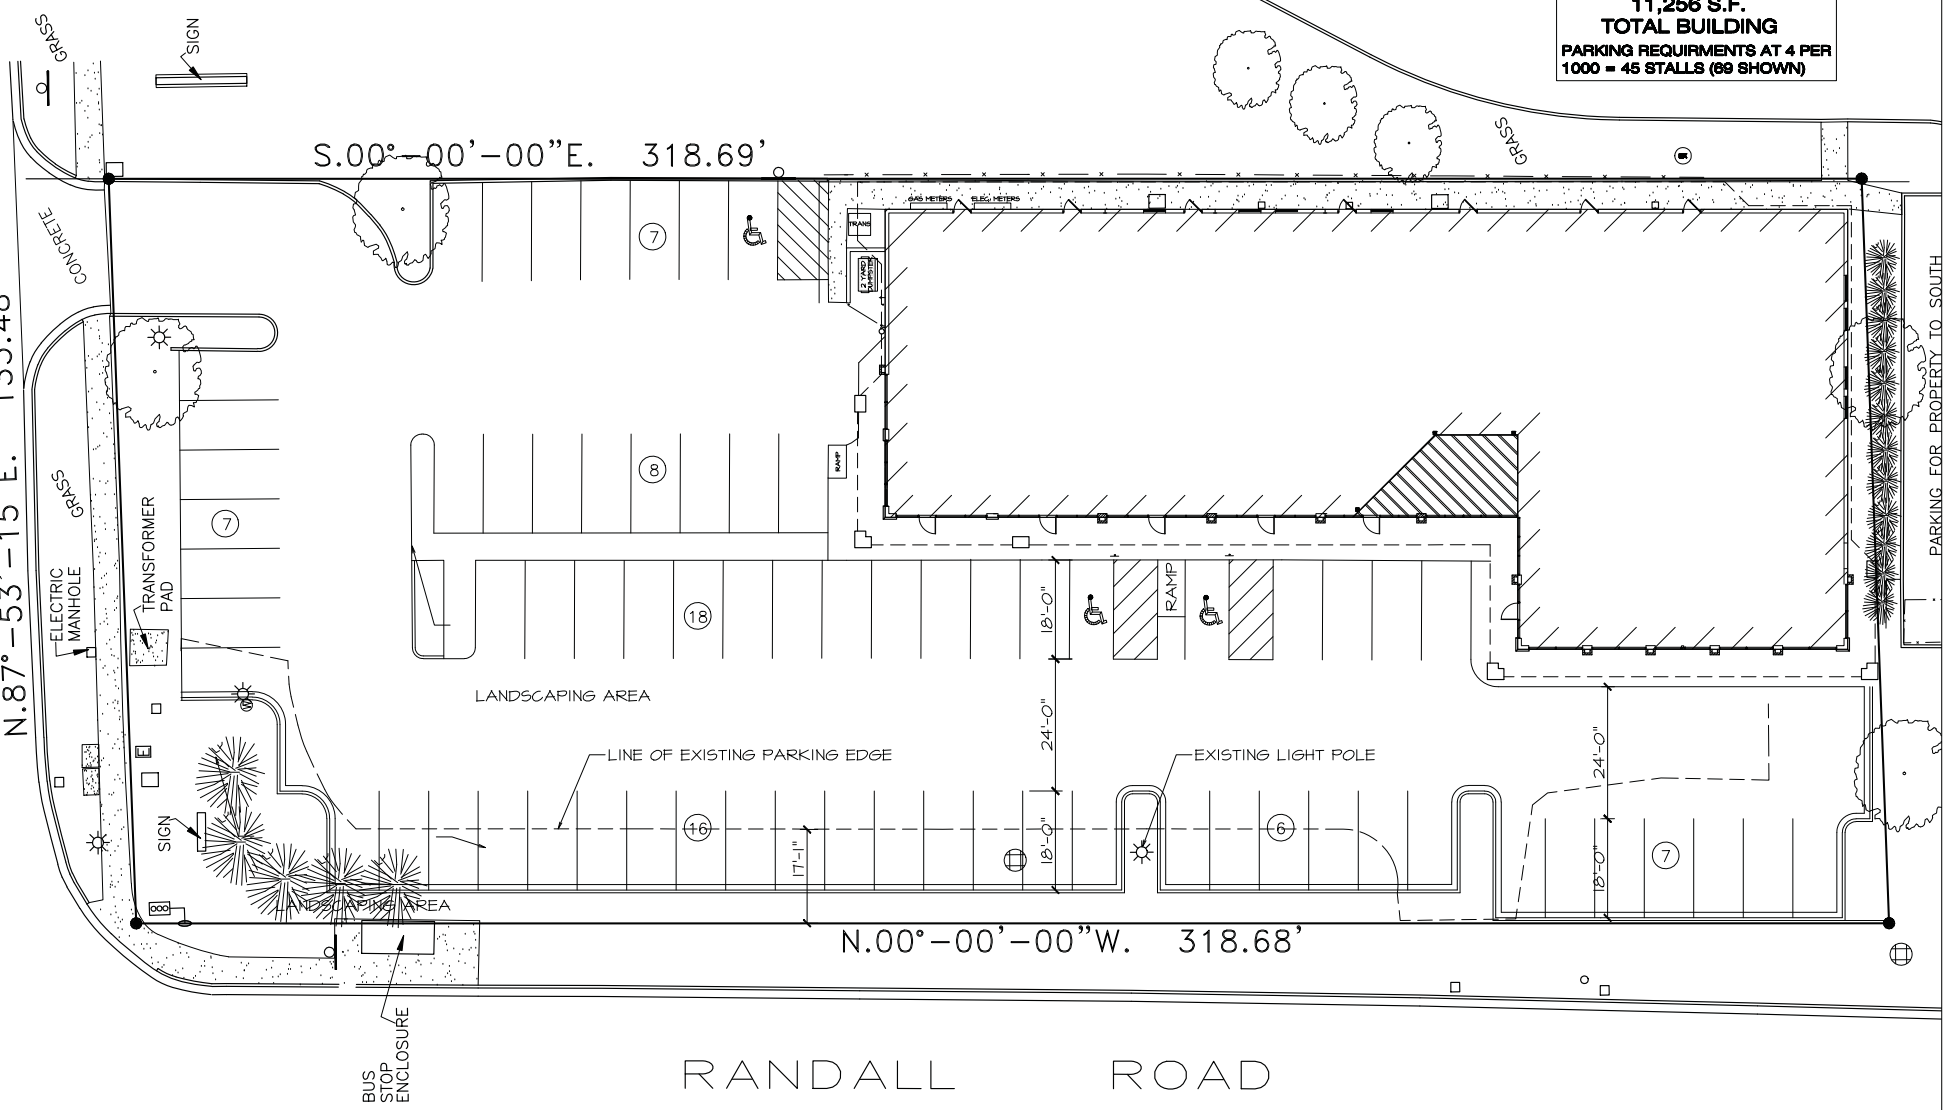 11,256 S.F.
TOTAL BUILDING
PARKING REQUIRMENTS AT 4 PER
1000 = 45 STALLS (69 SHOWN)
GRASS
SIGN
S.00°-00'-00"E. 318.69'
GRASS
CONCRETE
GAS METERS
ELEC. METERS
TRANS
2 YARD
DUMPSTER
7
PARKING FOR PROPERTY TO SOUTH
N.87°-53'-15"E.
GRASS
8
RAMP
7
TRANSFORMER
PAD
ELECTRIC
MANHOLE
18
18'-0"
RAMP
LANDSCAPING AREA
24'-0"
24'-0"
LINE OF EXISTING PARKING EDGE
EXISTING LIGHT POLE
W
E
SIGN
16
17'-1"
18'-0"
6
7
18'-0"
LANDSCAPING AREA
N.00°-00'-00"W. 318.68'
BUS
STOP
ENCLOSURE
RANDALL ROAD